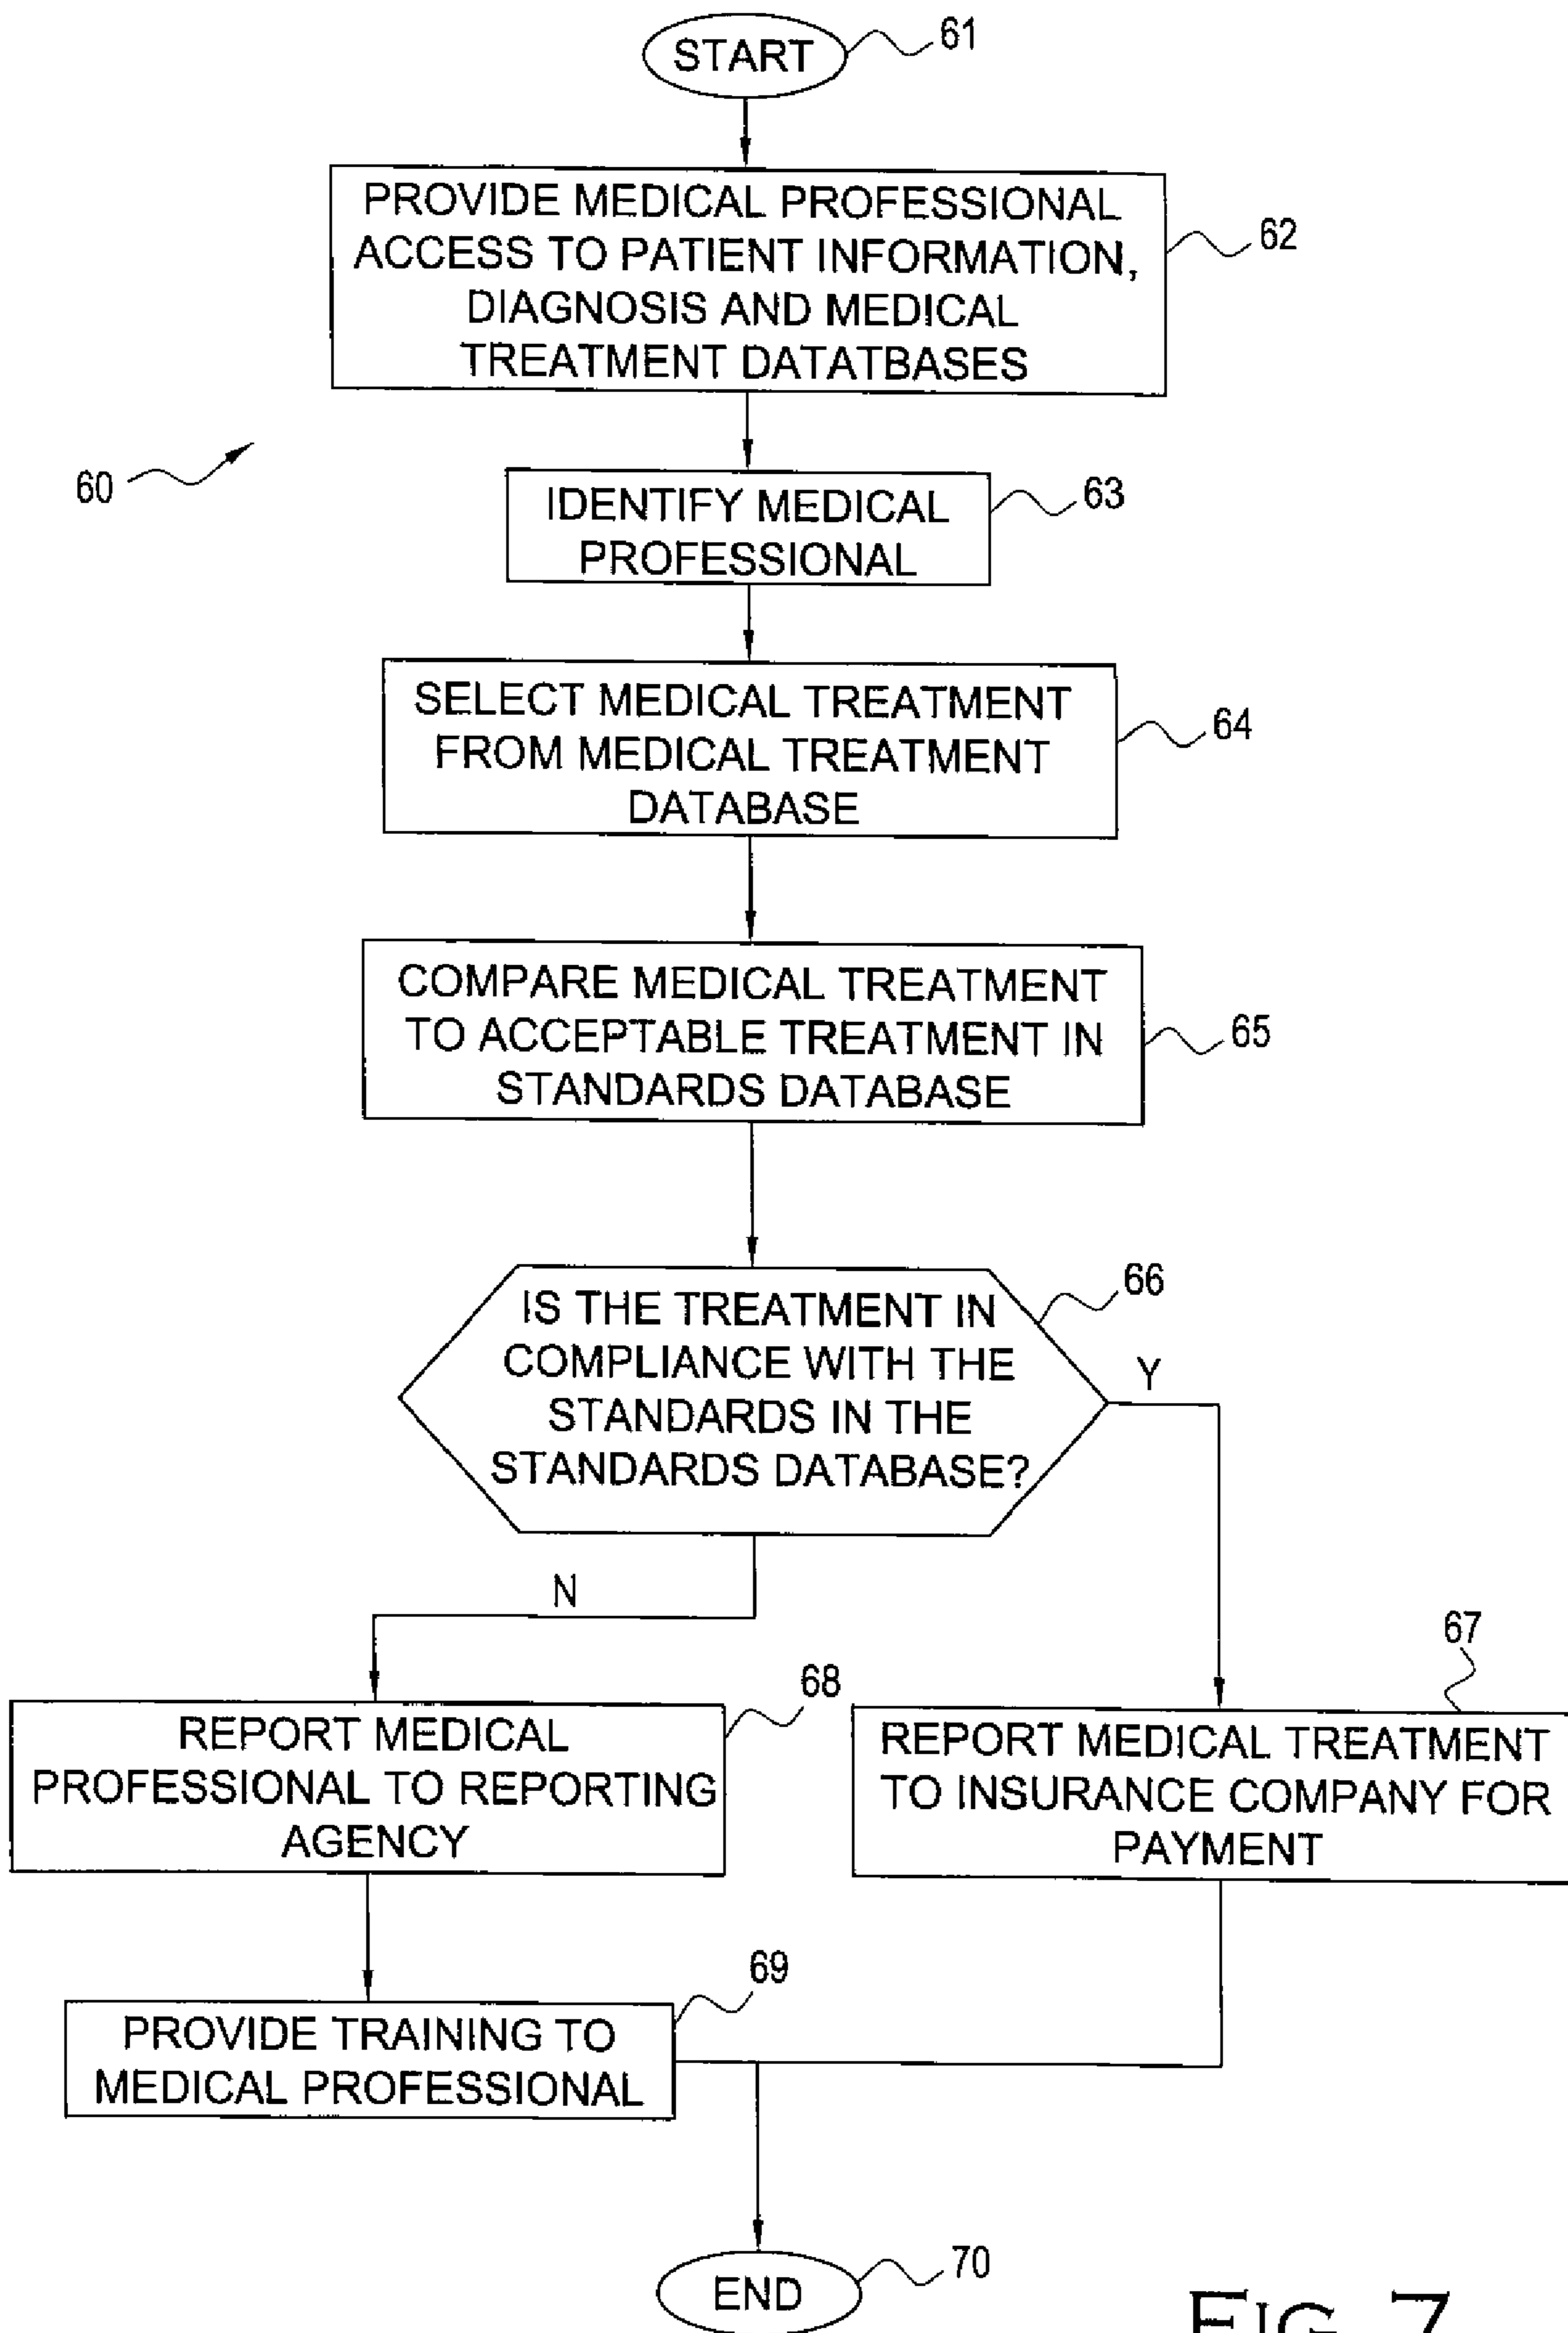 START
61
PROVIDE MEDICAL PROFESSIONAL
ACCESS TO PATIENT INFORMATION,
DIAGNOSIS AND MEDICAL
TREATMENT DATATBASES
62
60
IDENTIFY MEDICAL
PROFESSIONAL
63
SELECT MEDICAL TREATMENT
FROM MEDICAL TREATMENT
DATABASE
64
COMPARE MEDICAL TREATMENT
TO ACCEPTABLE TREATMENT IN
STANDARDS DATABASE
65
IS THE TREATMENT IN
COMPLIANCE WITH THE
STANDARDS IN THE
STANDARDS DATABASE?
66
Y
N
68
REPORT MEDICAL
PROFESSIONAL TO REPORTING
AGENCY
67
REPORT MEDICAL TREATMENT
TO INSURANCE COMPANY FOR
PAYMENT
69
PROVIDE TRAINING TO
MEDICAL PROFESSIONAL
END
70
FIG. 7